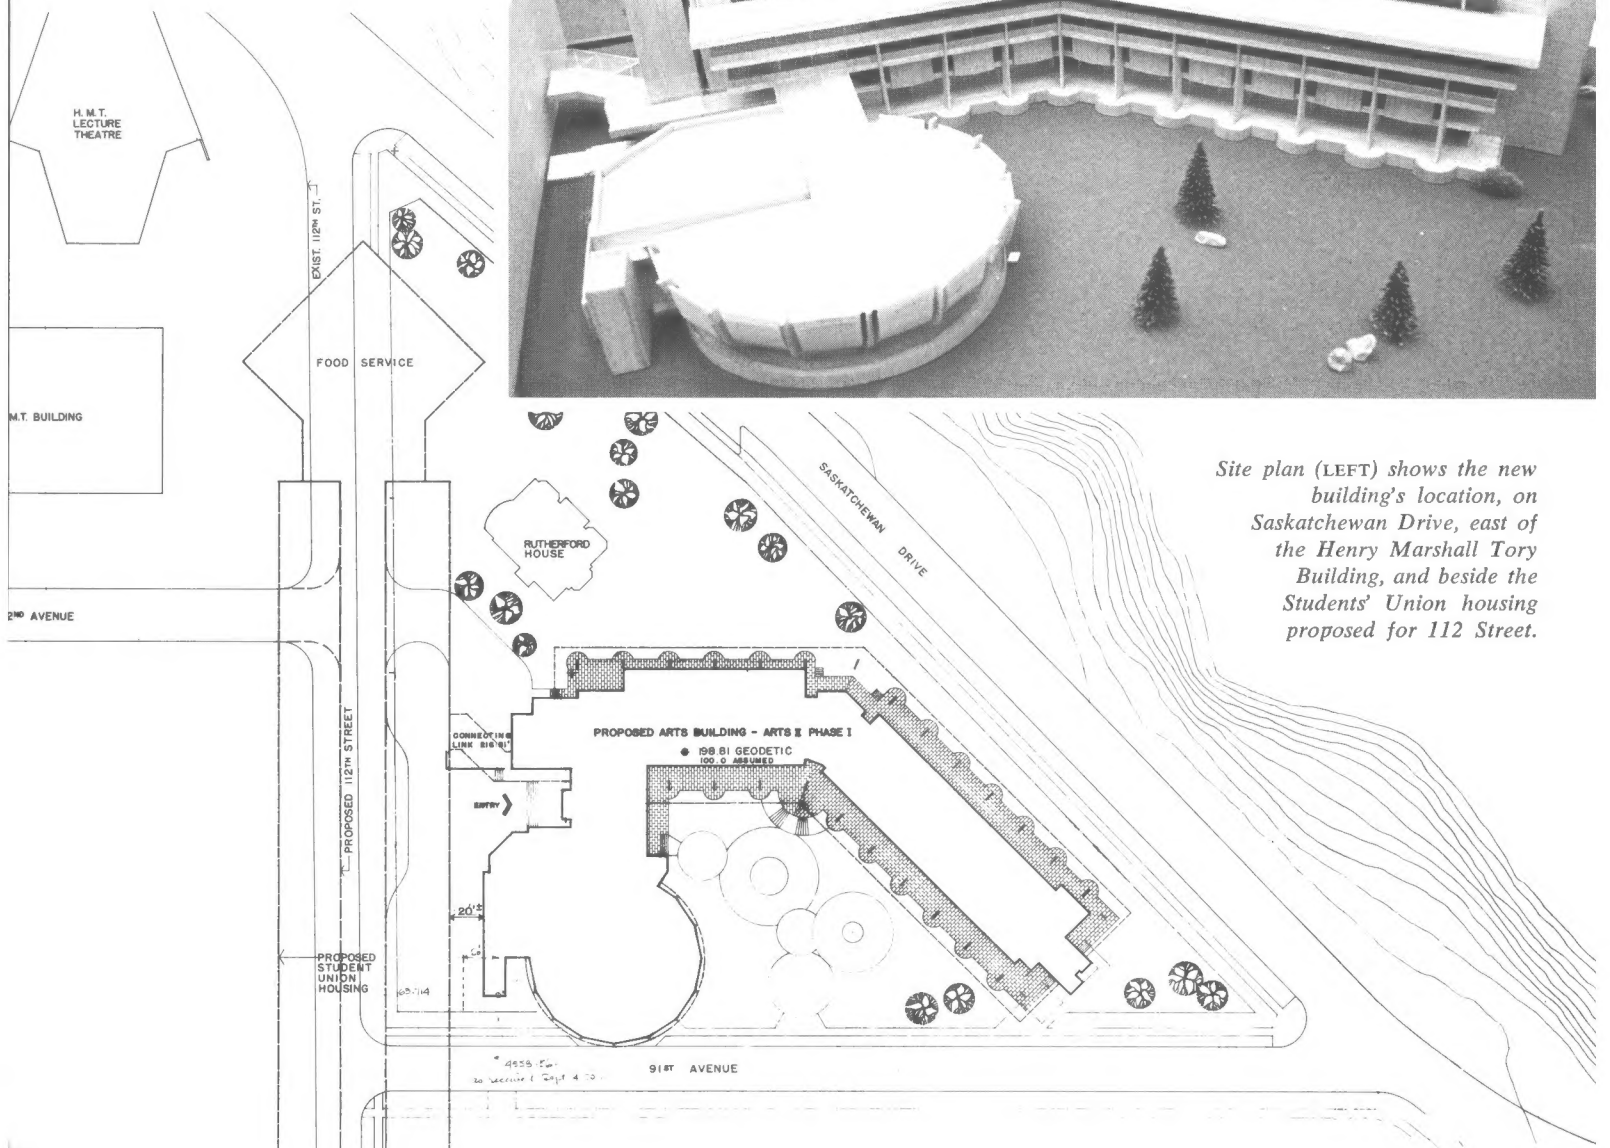 H. M. T.
LECTURE
THEATRE
EXIST. 112TH ST.
FOOD SERVICE
M.T. BUILDING
RUTHERFORD
HOUSE
SASKATCHEWAN DRIVE
Site plan (LEFT) shows the new
building's location, on
Saskatchewan Drive, east of
the Henry Marshall Tory
Building, and beside the
Students' Union housing
proposed for 112 Street.
2ND AVENUE
PROPOSED 112TH STREET
CONNECTING
LINK
PROPOSED ARTS BUILDING - ARTS II PHASE I
198.81 GEODETIC
100.0 ASSUMED
ENTRY
20'±
PROPOSED
STUDENT
UNION
HOUSING
91ST AVENUE